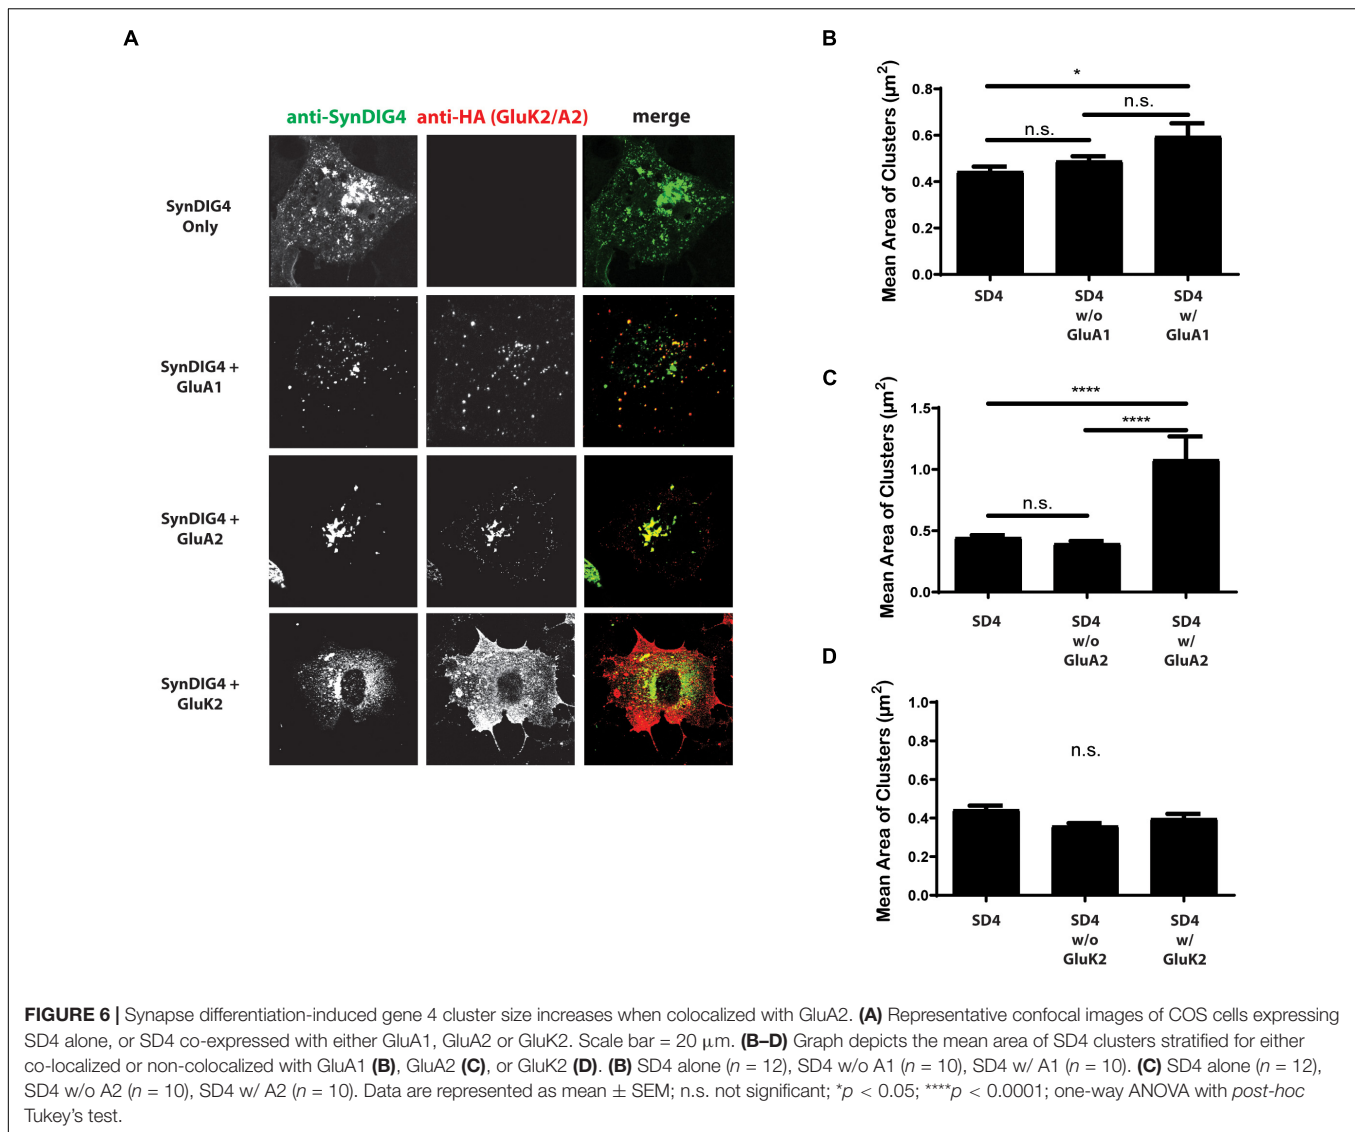 A
anti-SynDIG4 anti-HA (GluK2/A2) merge
SynDIG4
Only
SynDIG4 +
GluA1
SynDIG4 +
GluA2
SynDIG4 +
GluK2
B
Mean Area of Clusters (µm²)
0.8
0.6
0.4
0.2
0.0
*
n.s.
n.s.
SD4
SD4
w/o
GluA1
SD4
w/
GluA1
C
Mean Area of Clusters (µm²)
1.5
1.0
0.5
0.0
****
****
n.s.
SD4
SD4
w/o
GluA2
SD4
w/
GluA2
D
Mean Area of Clusters (µm²)
1.0
0.8
0.6
0.4
0.2
0.0
n.s.
SD4
SD4
w/o
GluK2
SD4
w/
GluK2
FIGURE 6 | Synapse differentiation-induced gene 4 cluster size increases when colocalized with GluA2. (A) Representative confocal images of COS cells expressing
SD4 alone, or SD4 co-expressed with either GluA1, GluA2 or GluK2. Scale bar = 20 µm. (B–D) Graph depicts the mean area of SD4 clusters stratified for either
co-localized or non-colocalized with GluA1 (B), GluA2 (C), or GluK2 (D). (B) SD4 alone (n = 12), SD4 w/o A1 (n = 10), SD4 w/ A1 (n = 10). (C) SD4 alone (n = 12),
SD4 w/o A2 (n = 10), SD4 w/ A2 (n = 10). Data are represented as mean ± SEM; n.s. not significant; *p < 0.05; ****p < 0.0001; one-way ANOVA with post-hoc
Tukey's test.